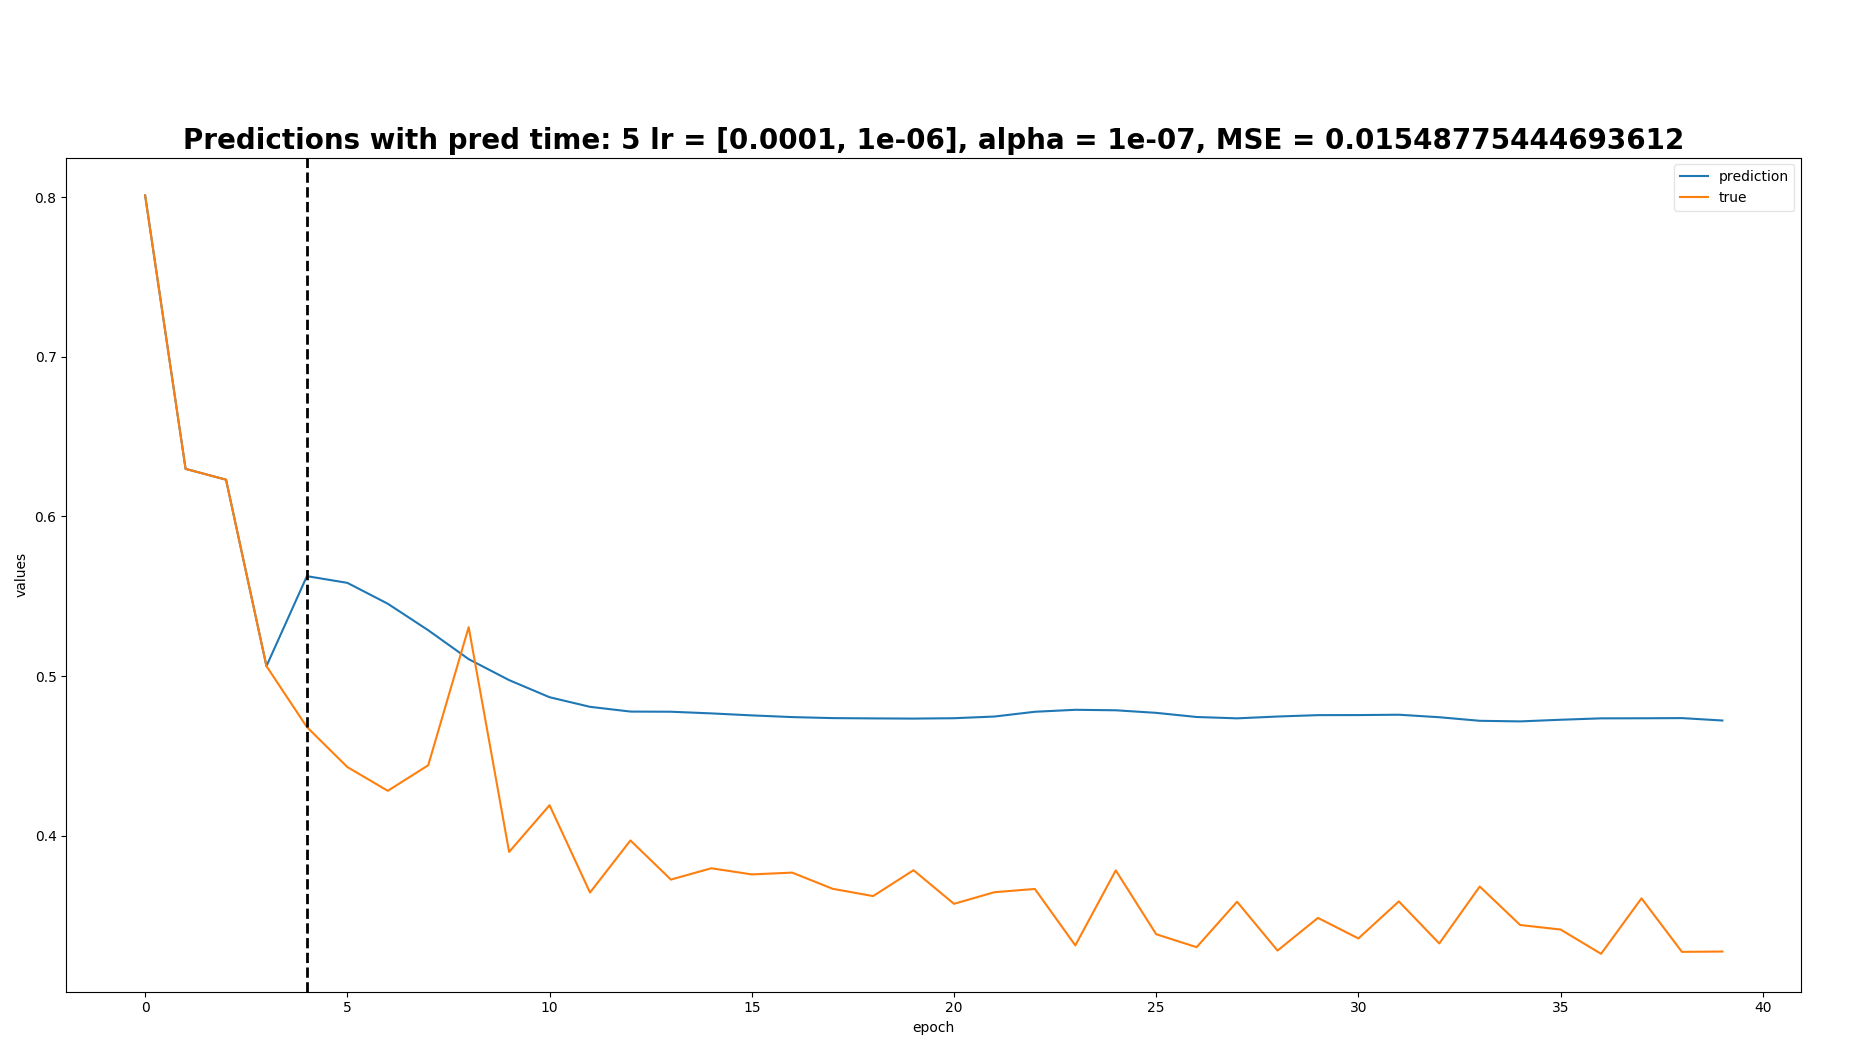 Predictions with pred time: 5 lr = [0.0001, 1e-06], alpha = 1e-07, MSE = 0.01548775444693612
prediction
true
0.8
0.7
0.6
0.5
0.4
values
0 5 10 15 20 25 30 35 40
epoch